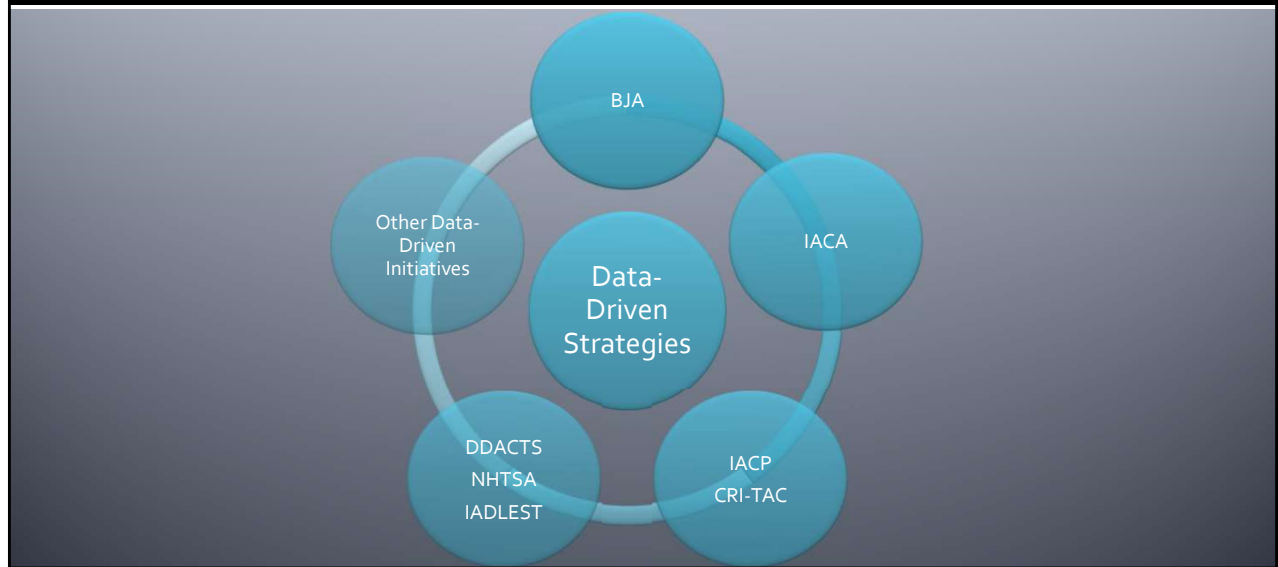 BJA
IACA
IACP
CRI-TAC
DDACTS
NHTSA
IADLEST
Other Data-
Driven
Initiatives
Data-
Driven
Strategies